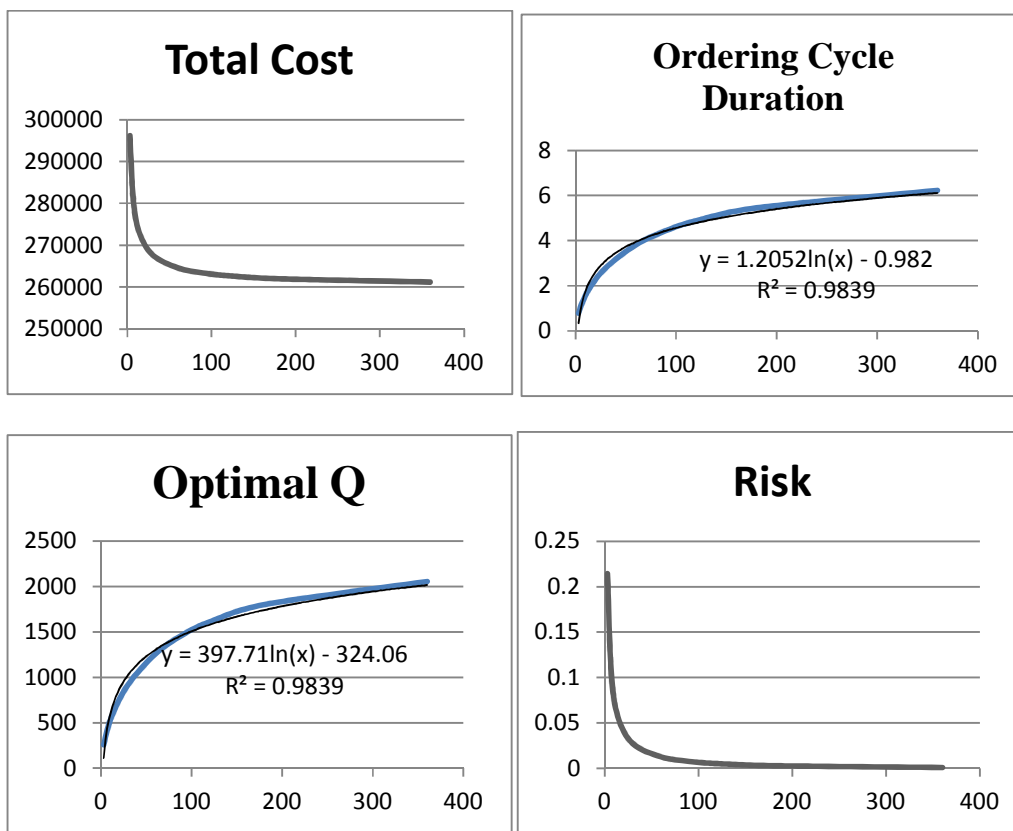 Total Cost
300000
290000
280000
270000
260000
250000
0 100 200 300 400
Ordering Cycle
Duration
8
6
4
2
0
y = 1.2052ln(x) - 0.982
R² = 0.9839
0 100 200 300 400
Optimal Q
2500
2000
1500
1000
500
0
y = 397.71ln(x) - 324.06
R² = 0.9839
0 100 200 300 400
Risk
0.25
0.2
0.15
0.1
0.05
0
0 100 200 300 400